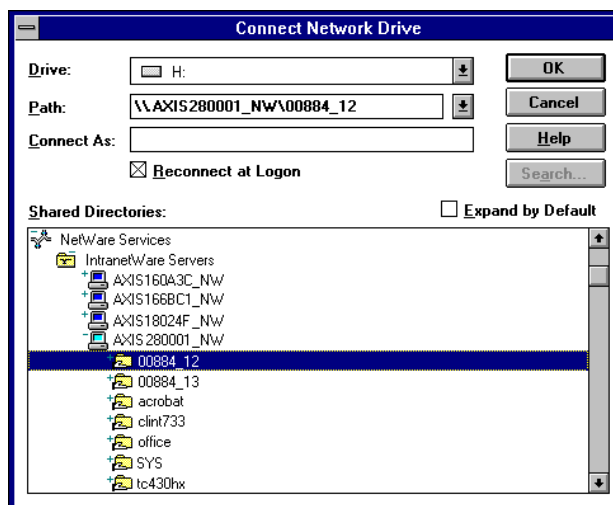 Connect Network Drive
Drive: H: OK
Path: \\AXIS280001_NW\00884_12 Cancel
Connect As: Help
Reconnect at Logon Search...
Shared Directories: Expand by Default
NetWare Services
IntranetWare Servers
AXIS160A3C_NW
AXIS166BC1_NW
AXIS18024F_NW
AXIS280001_NW
00884_12
00884_13
acrobat
clint733
office
SYS
tc430hx